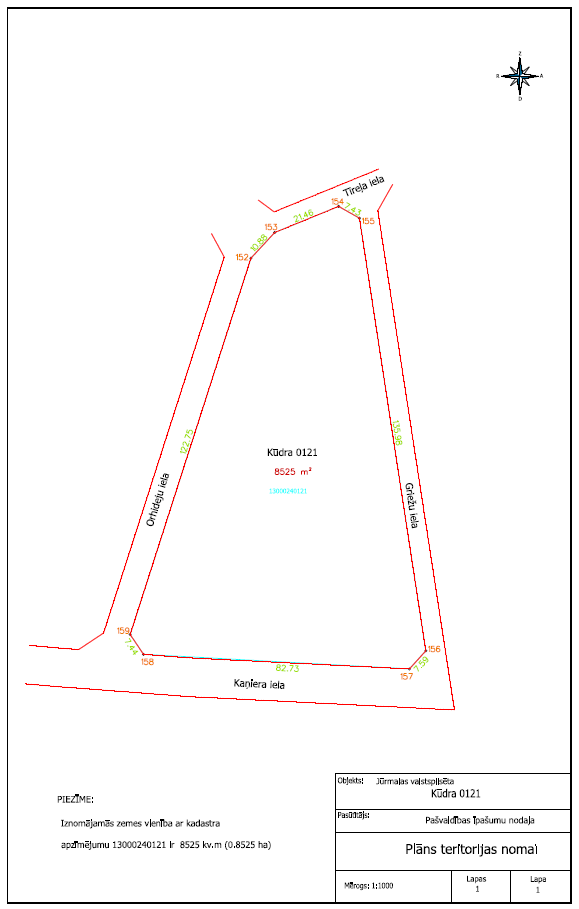 Z
R A
D
Tīreļa iela
154
7.43
21.46
155
153
10.89
152
122.75
135.98
Kūdra 0121
8525 m²
13000240121
Orhideju iela
Griežu iela
159
7.44
158
156
7.59
82.73
157
Kaņiera iela
PIEZĪME:
Iznomājamās zemes vienība ar kadastra
apzīmējumu 13000240121 ir 8525 kv.m (0.8525 ha)
Objekts: Jūrmalas valstspilsēta
Kūdra 0121
Pasūtītājs:
Pašvaldības īpašumu nodaļa
Plāns teritorijas nomai
Mērogs: 1:1000
Lapas Lapa
1 1